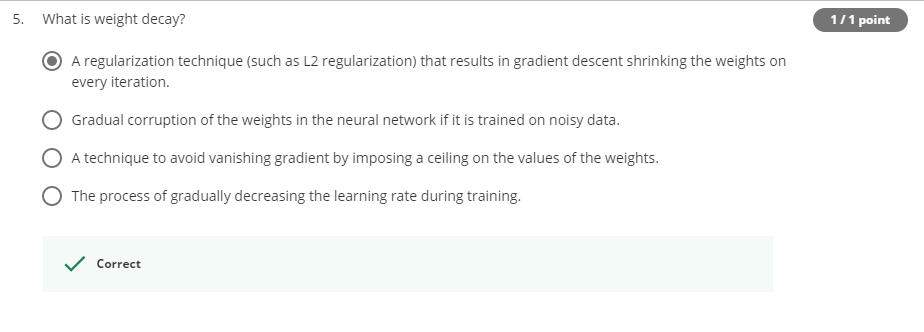 5. What is weight decay?
1 / 1 point
A regularization technique (such as L2 regularization) that results in gradient descent shrinking the weights on
every iteration.
Gradual corruption of the weights in the neural network if it is trained on noisy data.
A technique to avoid vanishing gradient by imposing a ceiling on the values of the weights.
The process of gradually decreasing the learning rate during training.
Correct